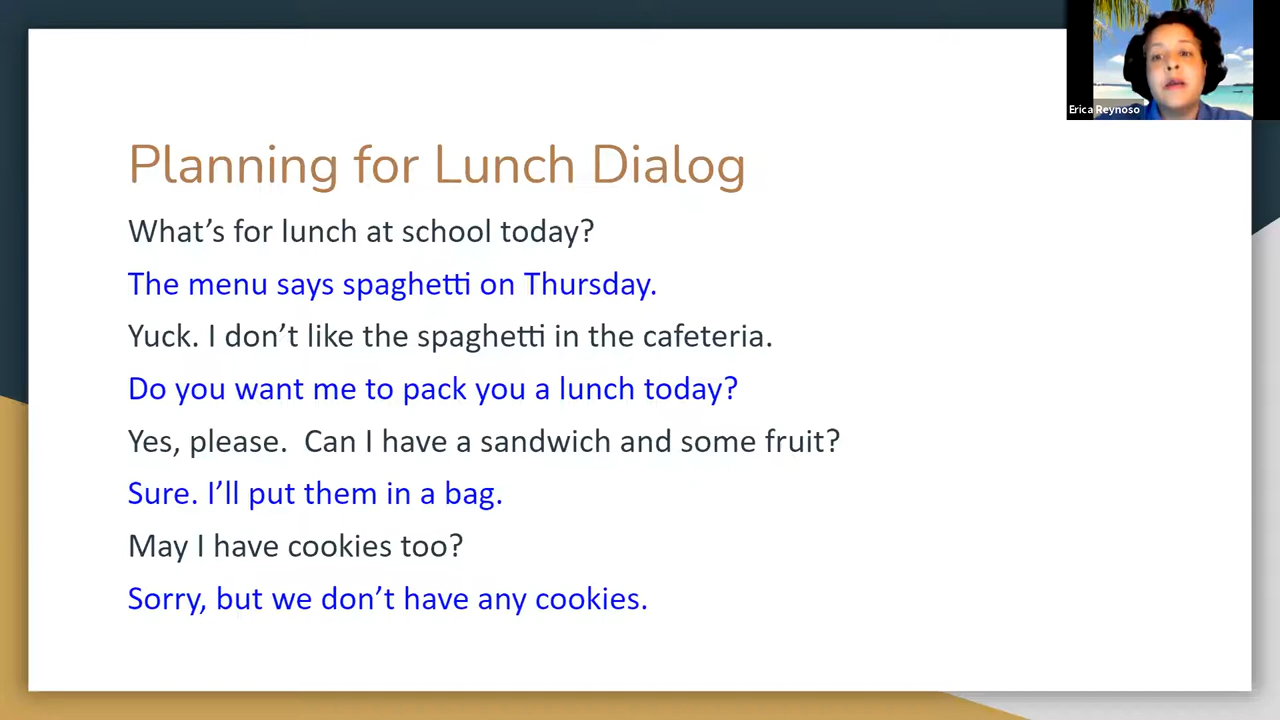 Erica Reynoso
Planning for Lunch Dialog
What’s for lunch at school today?
The menu says spaghetti on Thursday.
Yuck. I don’t like the spaghetti in the cafeteria.
Do you want me to pack you a lunch today?
Yes, please.  Can I have a sandwich and some fruit?
Sure. I’ll put them in a bag.
May I have cookies too?
Sorry, but we don’t have any cookies.